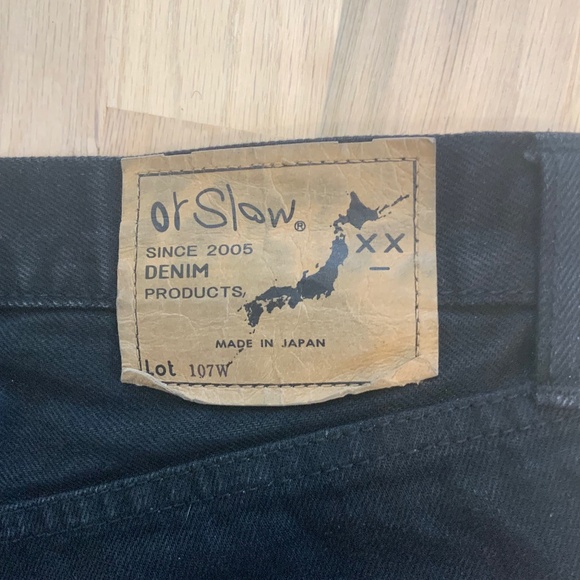 orslow®
SINCE 2005
DENIM
PRODUCTS
XX
–
MADE IN JAPAN
Lot 107W